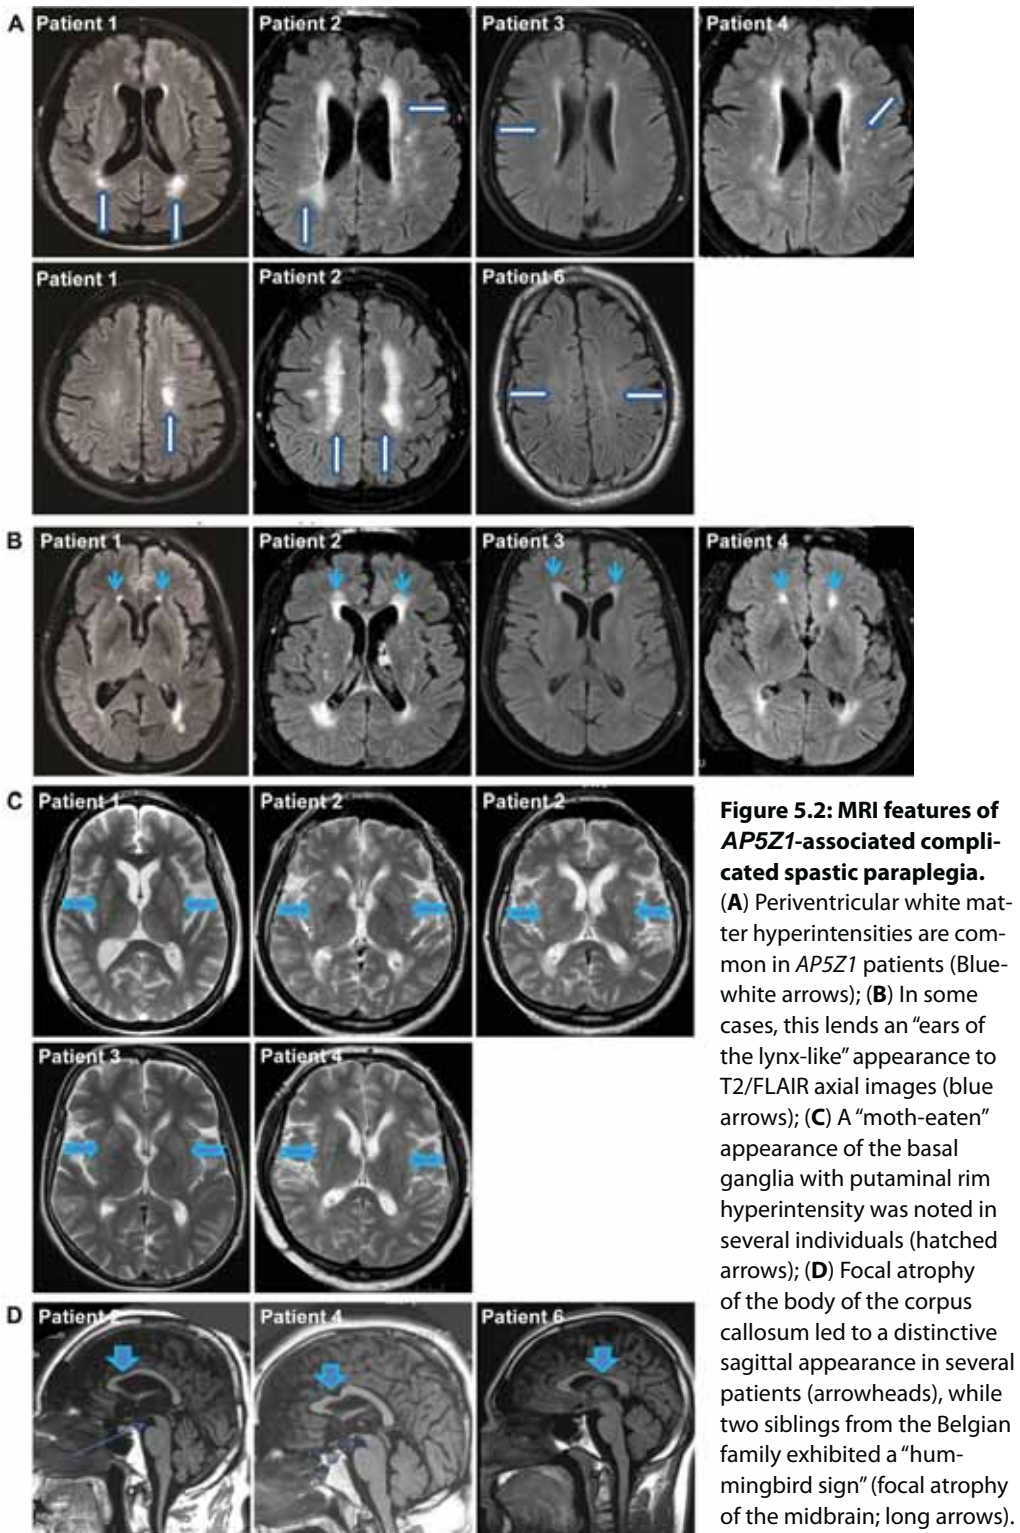 A
Patient 1
Patient 2
Patient 3
Patient 4
Patient 1
Patient 2
Patient 6
B
Patient 1
Patient 2
Patient 3
Patient 4
C
Patient 1
Patient 2
Patient 2
Patient 3
Patient 4
D
Patient 2
Patient 4
Patient 6
Figure 5.2: MRI features of
AP5Z1-associated compli-
cated spastic paraplegia.
(A) Periventricular white mat-
ter hyperintensities are com-
mon in AP5Z1 patients (Blue-
white arrows); (B) In some
cases, this lends an “ears of
the lynx-like” appearance to
T2/FLAIR axial images (blue
arrows); (C) A “moth-eaten”
appearance of the basal
ganglia with putaminal rim
hyperintensity was noted in
several individuals (hatched
arrows); (D) Focal atrophy
of the body of the corpus
callosum led to a distinctive
sagittal appearance in several
patients (arrowheads), while
two siblings from the Belgian
family exhibited a “hum-
mingbird sign” (focal atrophy
of the midbrain; long arrows).